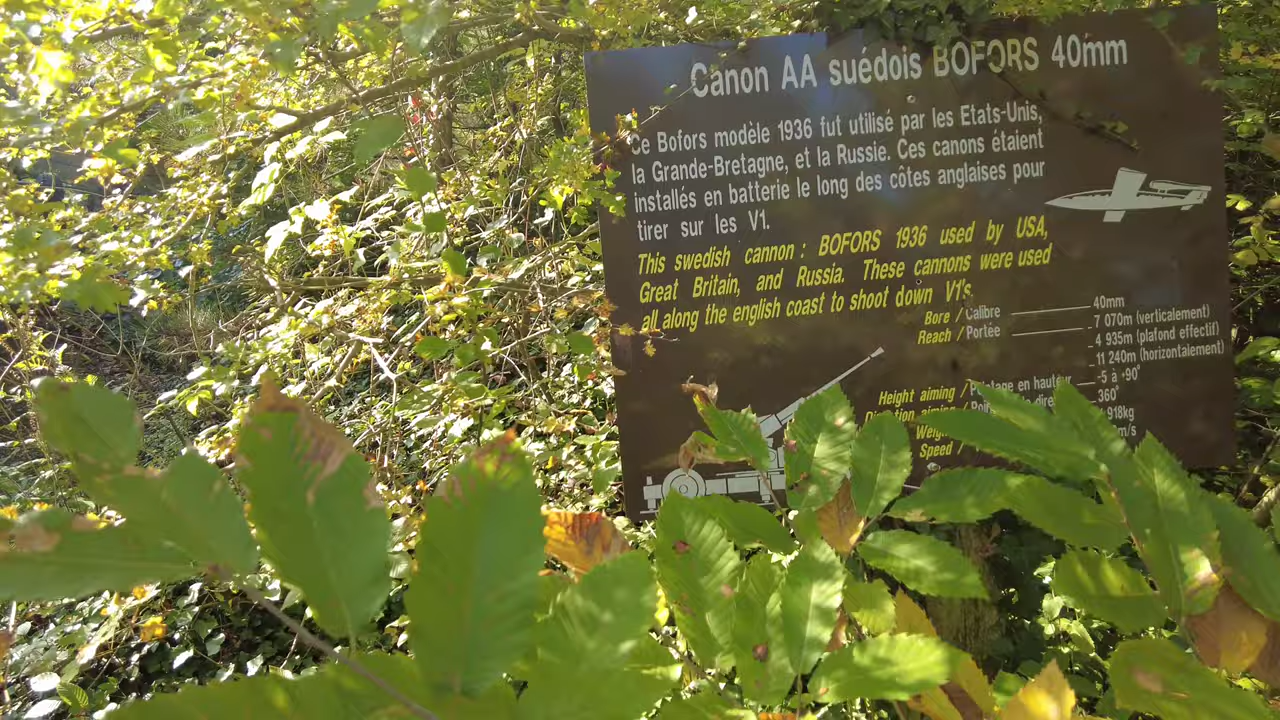 Canon AA suédois BOFORS 40mm
Ce Bofors modèle 1936 fut utilisé par les Etats-Unis,
la Grande-Bretagne, et la Russie. Ces canons étaient
installés en batterie le long des côtes anglaises pour
tirer sur les V1.
This swedish cannon : BOFORS 1936 used by USA,
Great Britain, and Russia. These cannons were used
all along the english coast to shoot down V1's
Bore / Calibre 40mm
Reach / Portée 7 070m (verticalement)
4 935m (plafond effectif)
11 240m (horizontalement)
Height aiming / en hauteur -5 à +90°
aiming 360°
918kg
Speed /